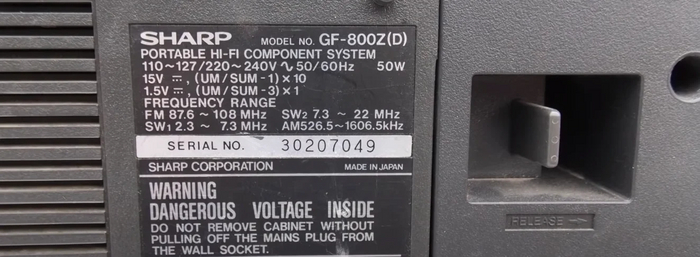 SHARP MODEL NO. GF-800Z(D)
PORTABLE HI-FI COMPONENT SYSTEM
110~127/220~240V ∿ 50/60Hz 50W
15V ⎓, (UM/SUM-1)×10
1.5V ⎓, (UM/SUM-3)×1
FREQUENCY RANGE
FM 87.6 ~ 108 MHz SW2 7.3 ~ 22 MHz
SW1 2.3 ~ 7.3 MHz AM526.5~1606.5kHz
SERIAL NO. 30207049
SHARP CORPORATION MADE IN JAPAN
WARNING
DANGEROUS VOLTAGE INSIDE
DO NOT REMOVE CABINET WITHOUT
PULLING OFF THE MAINS PLUG FROM
THE WALL SOCKET.
RELEASE